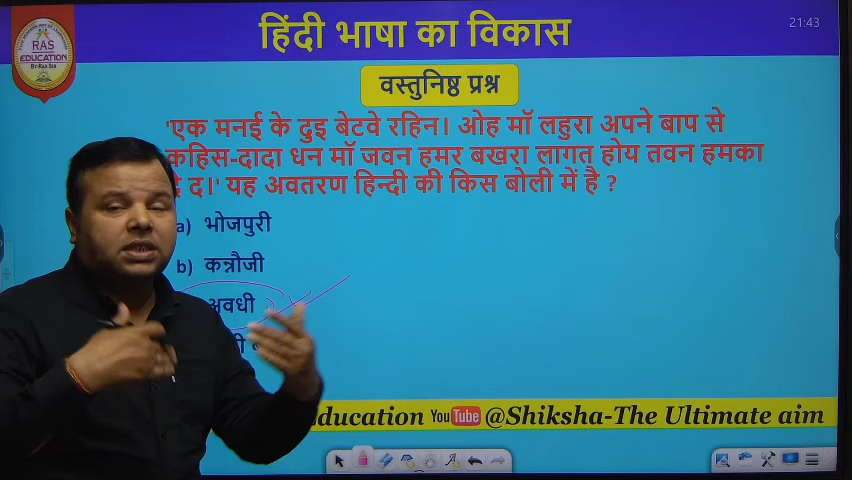 हिंदी भाषा का विकास
21:43
RAS
EDUCATION
वस्तुनिष्ठ प्रश्न
'एक मनई के दुइ बेटवे रहिन। ओह माँ लहुरा अपने बाप से
कहिस-दादा धन माँ जवन हमर बखरा लागत होय तवन हमका
दे द।' यह अवतरण हिन्दी की किस बोली में है ?
a) भोजपुरी
b) कन्नौजी
अवधी
Education YouTube @Shiksha-The Ultimate aim